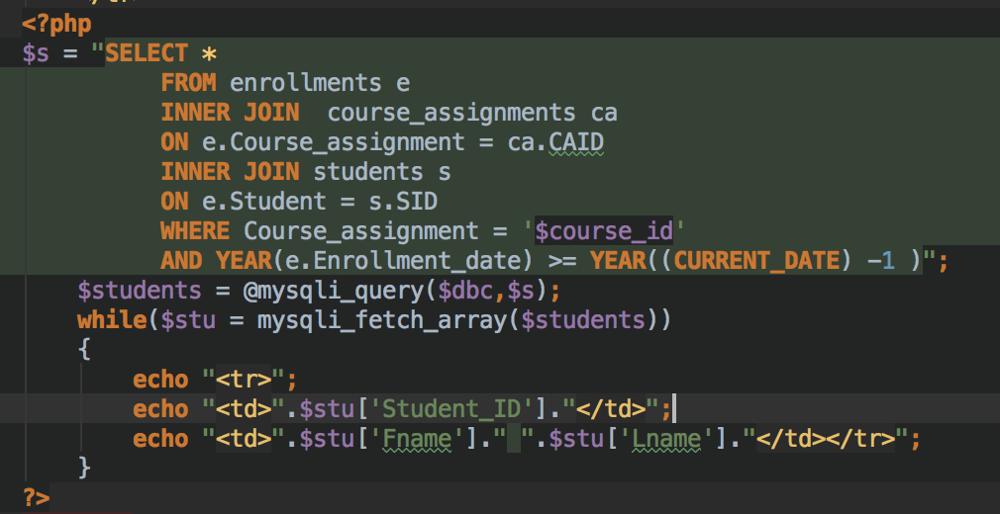 <?php
$s = "SELECT *
FROM enrollments e
INNER JOIN  course_assignments ca
ON e.Course_assignment = ca.CAID
INNER JOIN students s
ON e.Student = s.SID
WHERE Course_assignment = '$course_id'
AND YEAR(e.Enrollment_date) >= YEAR((CURRENT_DATE) -1 )";
$students = @mysqli_query($dbc,$s);
while($stu = mysqli_fetch_array($students))
{
echo "<tr>";
echo "<td>".$stu['Student_ID']."</td>";
echo "<td>".$stu['Fname']." ".$stu['Lname']."</td></tr>";
}
?>